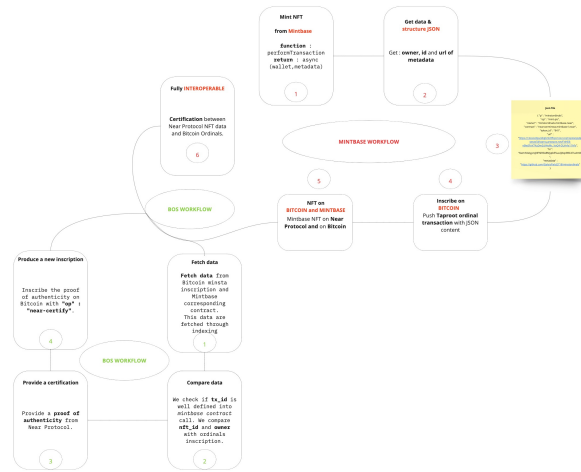 Mint NFT
from Mintbase
function :
performTransaction
return : async
(wallet,metadata)
1
Get data &
structure JSON
Get : owner, id and url of
metadata
2
Fully INTEROPERABLE
Certification between
Near Protocol NFT data
and Bitcoin Ordinals.
6
MINTBASE WORKFLOW
3
5
NFT on
BITCOIN and MINTBASE
Mintbase NFT on Near
Protocol and on Bitcoin
4
Inscribe on
BITCOIN
Push Taproot ordinal
transaction with JSON
content
BOS WORKFLOW
Produce a new inscription
Inscribe the proof
of authenticity on
Bitcoin with "op" :
"near-certify".
4
Fetch data
Fetch data from
Bitcoin minsta
inscription and
Mintbase
corresponding
contract.
This data are
fetched through
indexing
1
BOS WORKFLOW
Provide a certification
Provide a proof of
authenticity from
Near Protocol.
3
Compare data
We check if tx_id is
well defined into
mintbase contract
call. We compare
nft_id and owner
with ordinals
inscription.
2